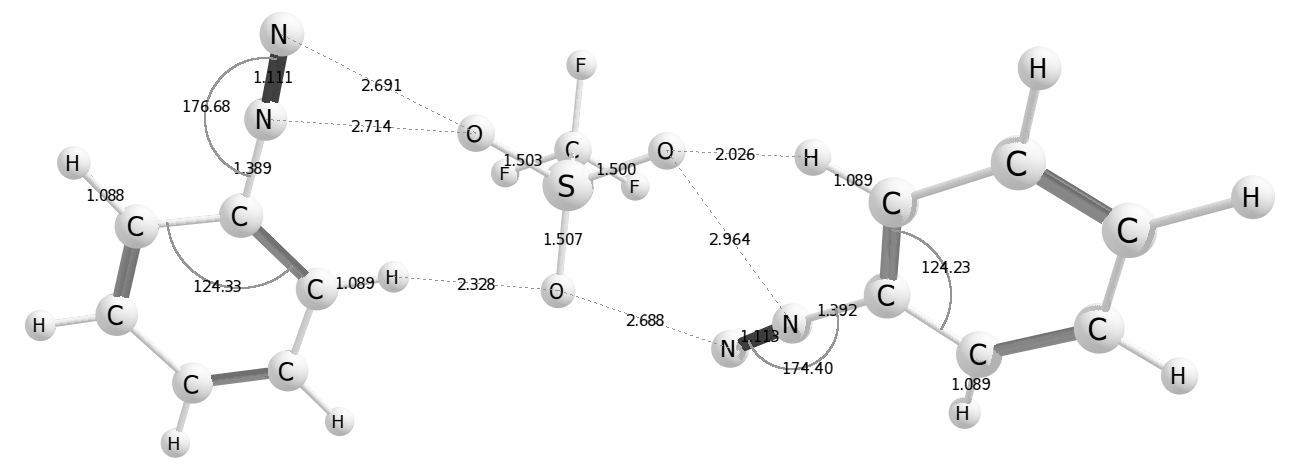 N
1.111
2.691
F
H
176.68
N
2.714
O
C
O
2.026
H
C
H
1.389
1.503
1.500
1.089
F
S
F
1.088
C
C
C
H
C
1.507
2.964
124.23
H
1.089
2.328
O
C
124.33
C
2.688
N
1.392
C
C
H
N
1.113
C
174.40
C
C
1.089
H
H
H
H